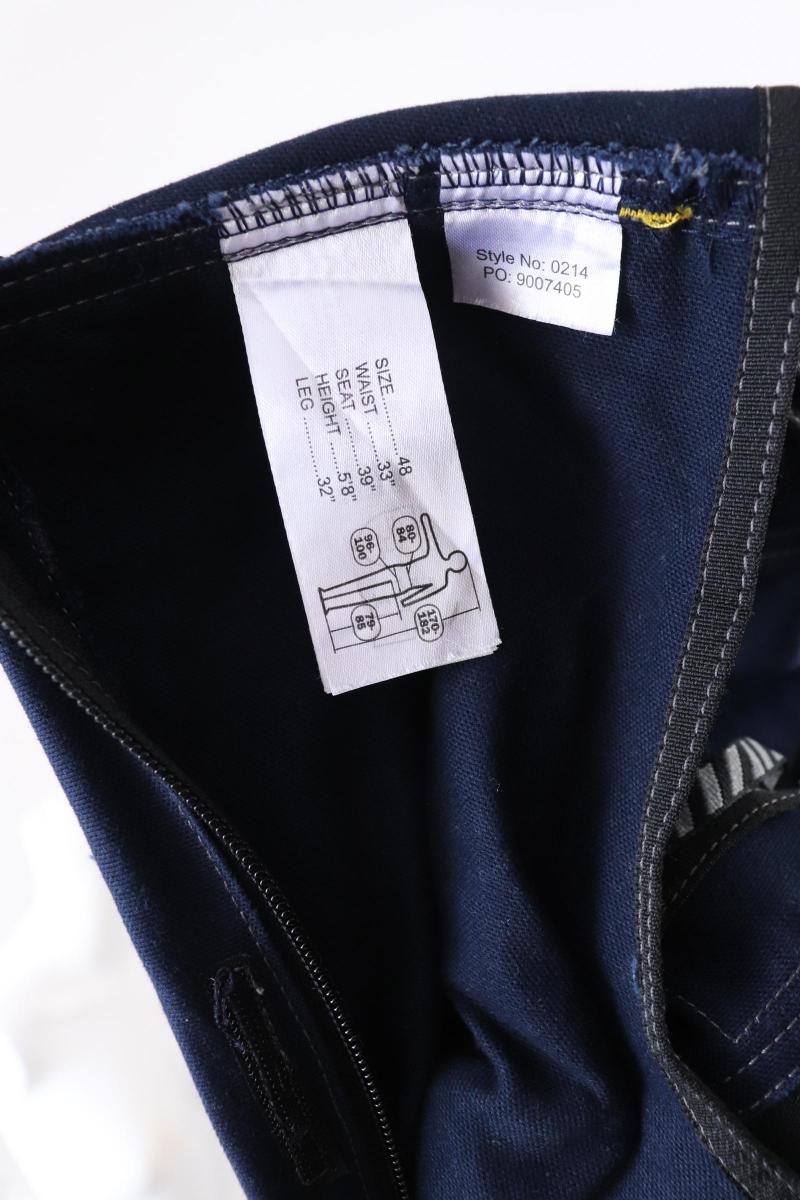 Style No: 0214
PO: 9007405
SIZE..........48
WAIST ........33"
SEAT ..........39"
HEIGHT........5'8"
LEG ............32"
80-
84
96-
100
170-
182
79-
85